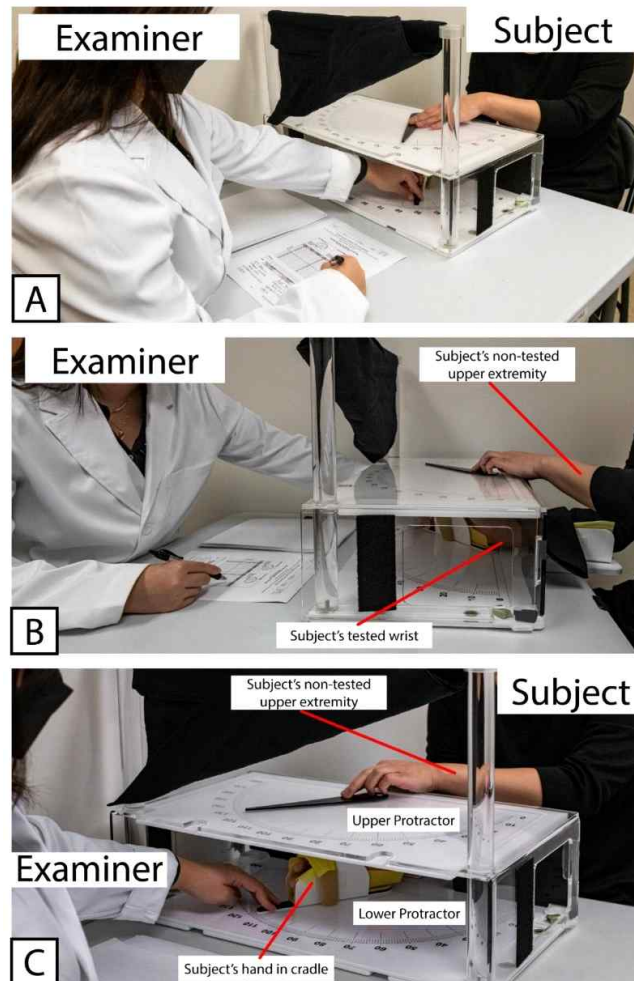 Examiner
Subject
A
Examiner
Subject's non-tested
upper extremity
Subject's tested wrist
B
Subject's non-tested
upper extremity
Subject
Upper Protractor
Examiner
Lower Protractor
Subject's hand in cradle
C